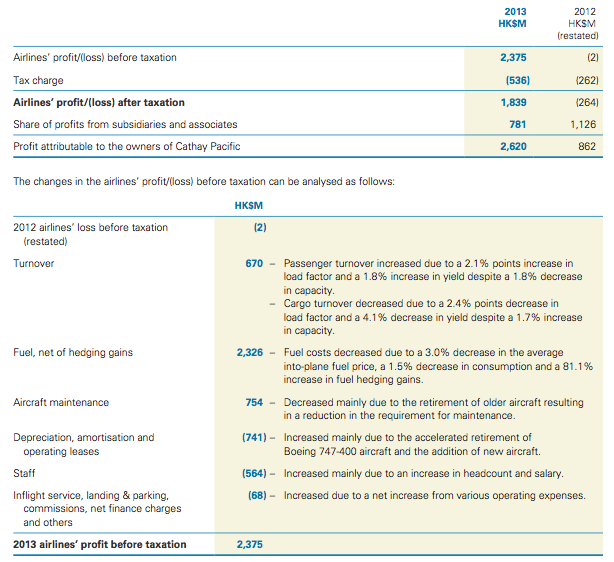 2013 2012
HK$M HK$M
(restated)
Airlines' profit/(loss) before taxation 2,375 (2)
Tax charge (536) (262)
Airlines' profit/(loss) after taxation 1,839 (264)
Share of profits from subsidiaries and associates 781 1,126
Profit attributable to the owners of Cathay Pacific 2,620 862
The changes in the airlines' profit/(loss) before taxation can be analysed as follows:
HK$M
2012 airlines' loss before taxation (2)
(restated)
Turnover 670 – Passenger turnover increased due to a 2.1% points increase in
load factor and a 1.8% increase in yield despite a 1.8% decrease
in capacity.
– Cargo turnover decreased due to a 2.4% points decrease in
load factor and a 4.1% decrease in yield despite a 1.7% increase
in capacity.
Fuel, net of hedging gains 2,326 – Fuel costs decreased due to a 3.0% decrease in the average
into-plane fuel price, a 1.5% decrease in consumption and a 81.1%
increase in fuel hedging gains.
Aircraft maintenance 754 – Decreased mainly due to the retirement of older aircraft resulting
in a reduction in the requirement for maintenance.
Depreciation, amortisation and (741) – Increased mainly due to the accelerated retirement of
operating leases Boeing 747-400 aircraft and the addition of new aircraft.
Staff (564) – Increased mainly due to an increase in headcount and salary.
Inflight service, landing & parking, (68) – Increased due to a net increase from various operating expenses.
commissions, net finance charges
and others
2013 airlines' profit before taxation 2,375